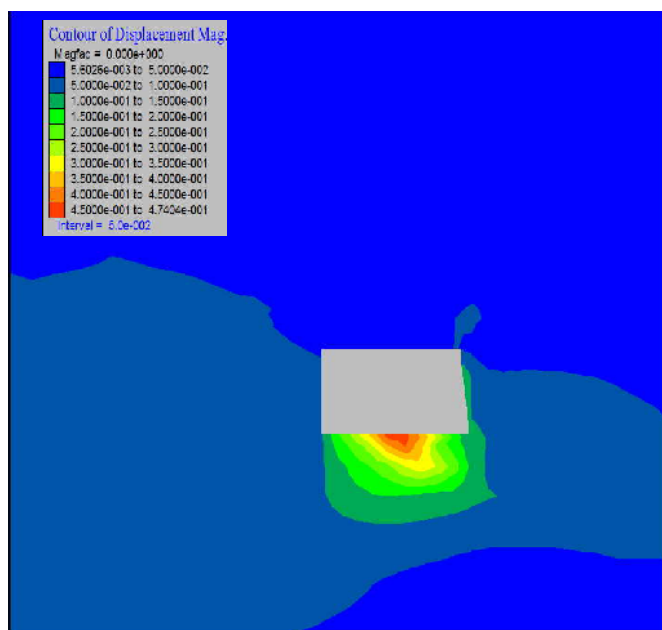 Contour of Displacement Mag.
Magfac = 0.000e+000
5.6026e-003 to 5.0000e-002
5.0000e-002 to 1.0000e-001
1.0000e-001 to 1.5000e-001
1.5000e-001 to 2.0000e-001
2.0000e-001 to 2.5000e-001
2.5000e-001 to 3.0000e-001
3.0000e-001 to 3.5000e-001
3.5000e-001 to 4.0000e-001
4.0000e-001 to 4.5000e-001
4.5000e-001 to 4.7404e-001
Interval = 5.0e-002